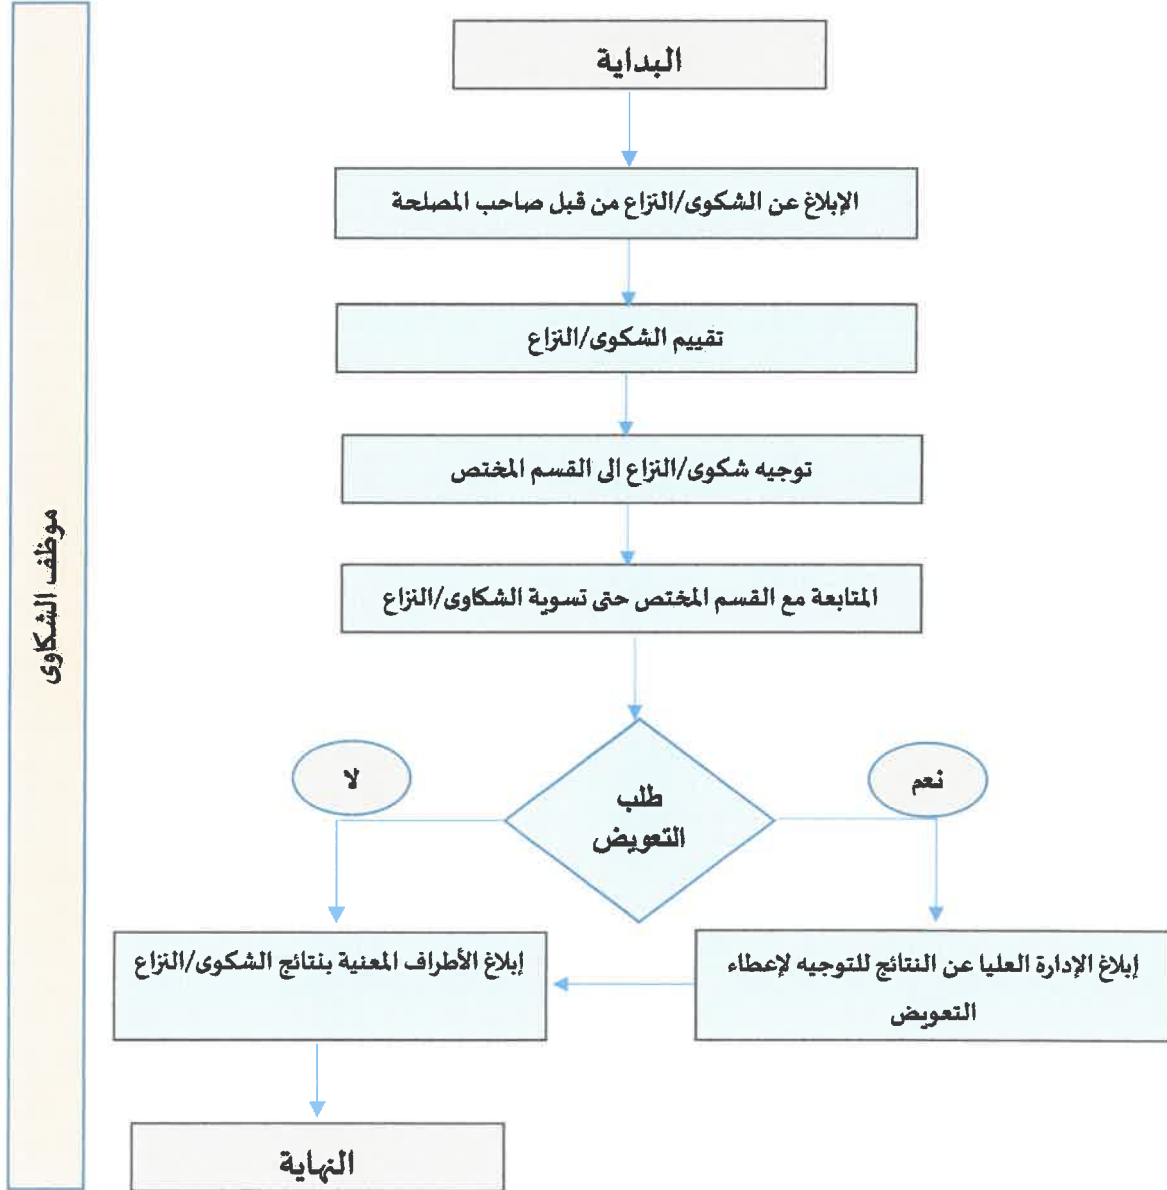 البداية
الإبلاغ عن الشكوى/النزاع من قبل صاحب المصلحة
تقييم الشكوى/النزاع
توجيه شكوى/النزاع الى القسم المختص
المتابعة مع القسم المختص حتى تسوية الشكاوى/النزاع
طلب
التعويض
نعم
لا
إبلاغ الإدارة العليا عن النتائج للتوجيه لإعطاء
التعويض
إبلاغ الأطراف المعنية بنتائج الشكوى/النزاع
النهاية
موظف الشكاوى